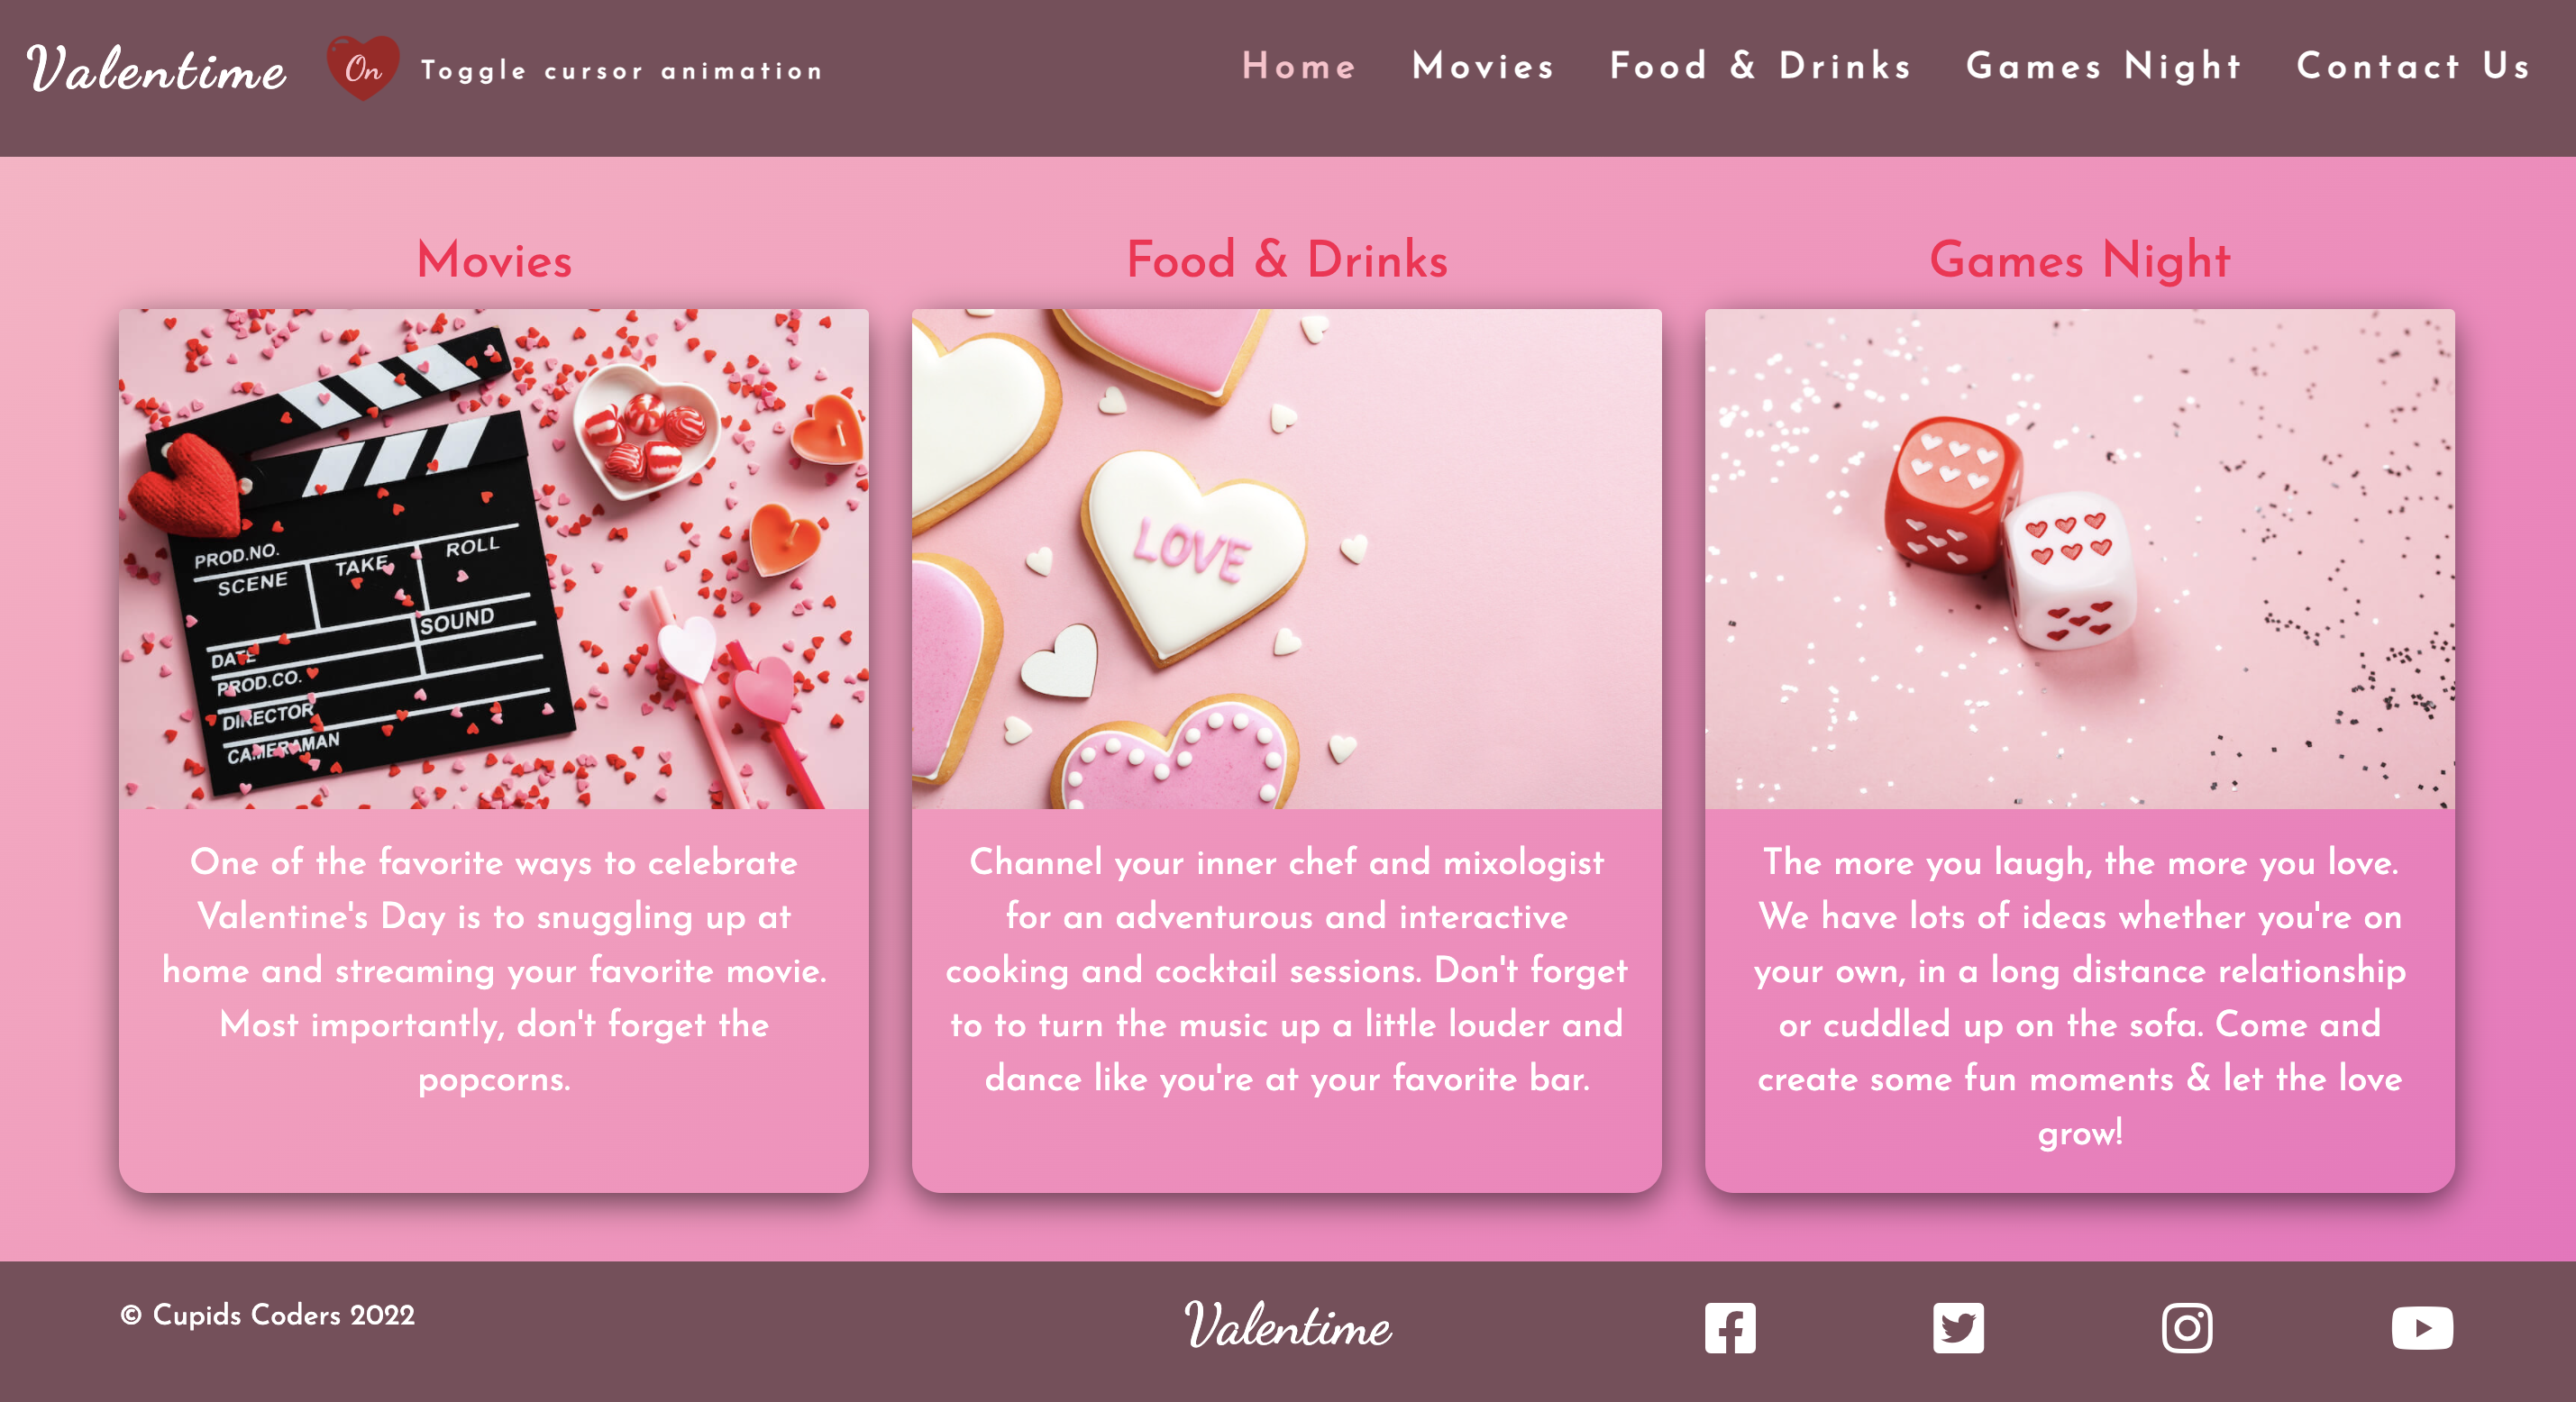 Valentime
On
Toggle cursor animation
Home
Movies
Food & Drinks
Games Night
Contact Us
Movies
PROD.NO.
SCENE
TAKE
ROLL
SOUND
DATE
PROD.CO.
DIRECTOR
CAMERAMAN
One of the favorite ways to celebrate
Valentine's Day is to snuggling up at
home and streaming your favorite movie.
Most importantly, don't forget the
popcorns.
Food & Drinks
LOVE
Channel your inner chef and mixologist
for an adventurous and interactive
cooking and cocktail sessions. Don't forget
to to turn the music up a little louder and
dance like you're at your favorite bar.
Games Night
The more you laugh, the more you love.
We have lots of ideas whether you're on
your own, in a long distance relationship
or cuddled up on the sofa. Come and
create some fun moments & let the love
grow!
© Cupids Coders 2022
Valentime